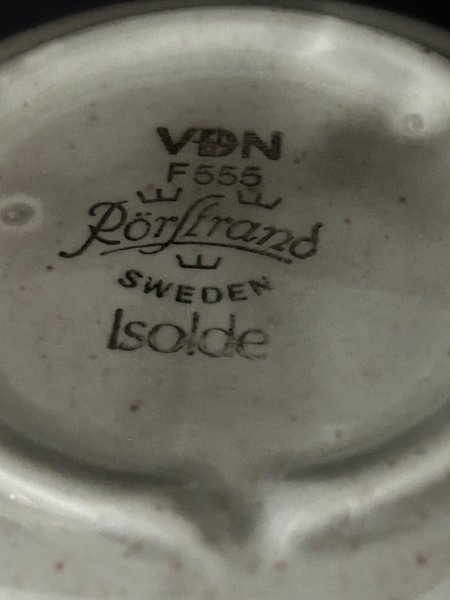 VDN
F555
Rörstrand
SWEDEN
Isolde